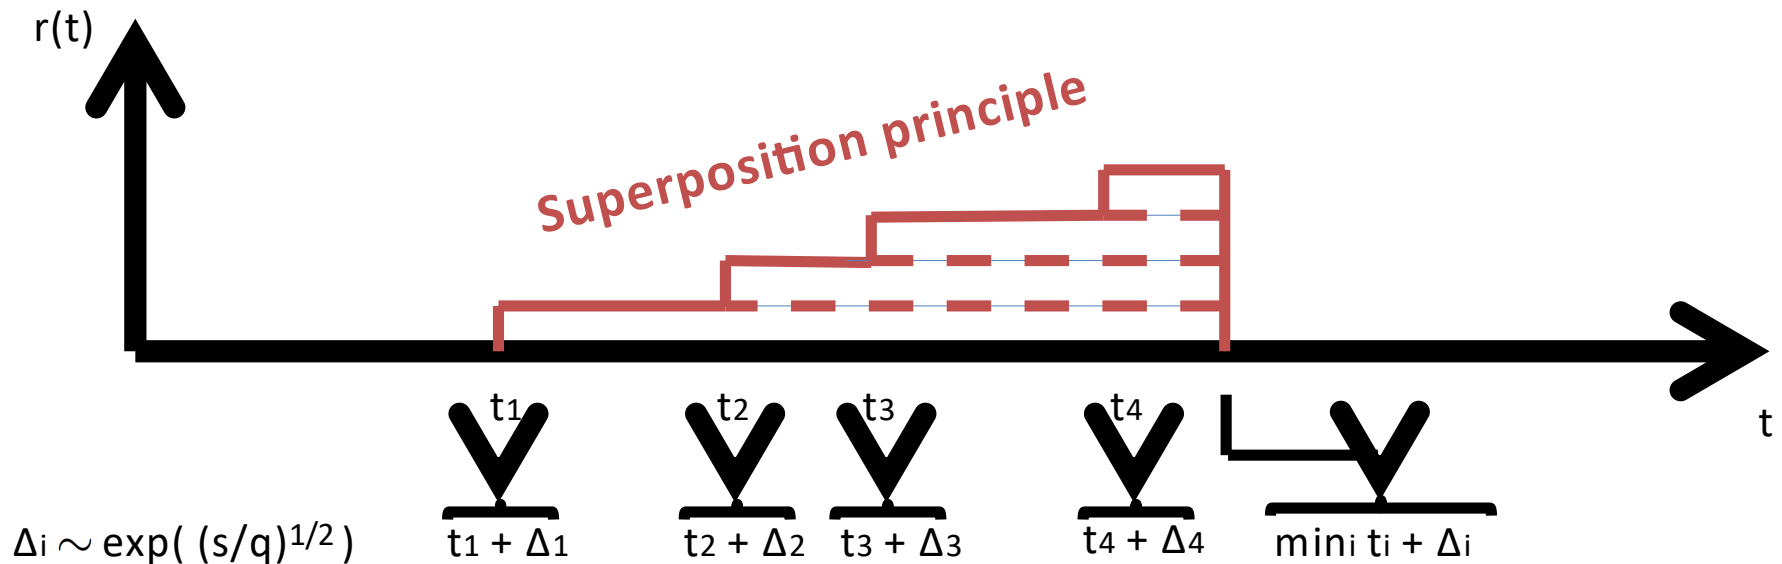 r(t)
Superposition principle
t1 t2 t3 t4
t
Δi ~ exp( (s/q)1/2 ) t1 + Δ1 t2 + Δ2 t3 + Δ3 t4 + Δ4 mini ti + Δi